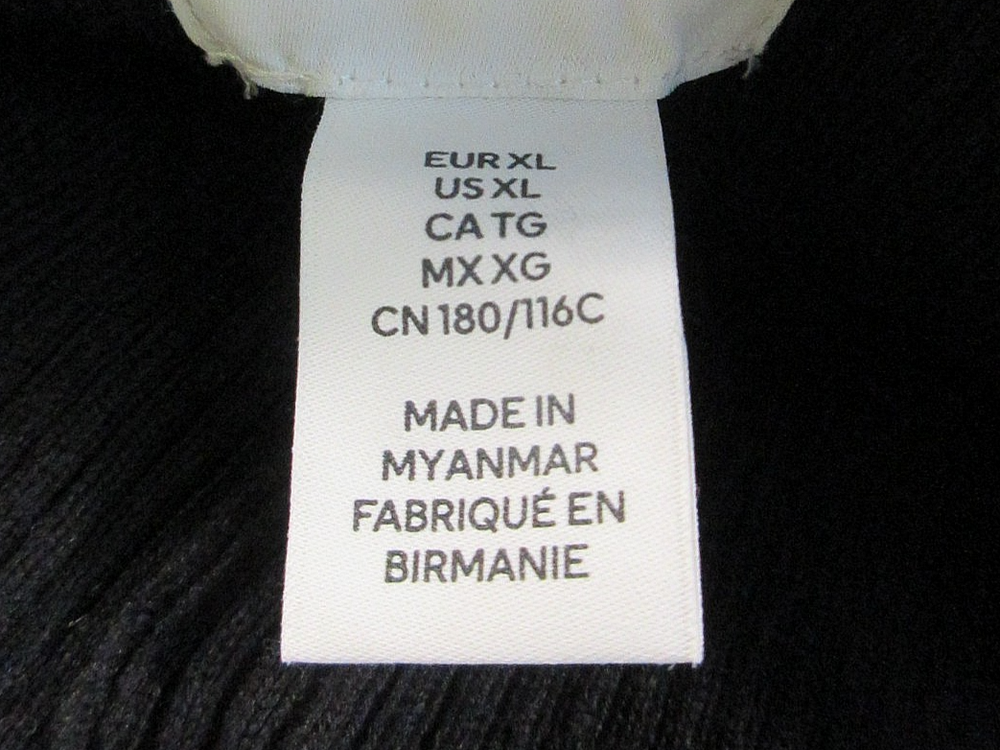 EUR XL
US XL
CA TG
MX XG
CN 180/116C
MADE IN
MYANMAR
FABRIQUÉ EN
BIRMANIE